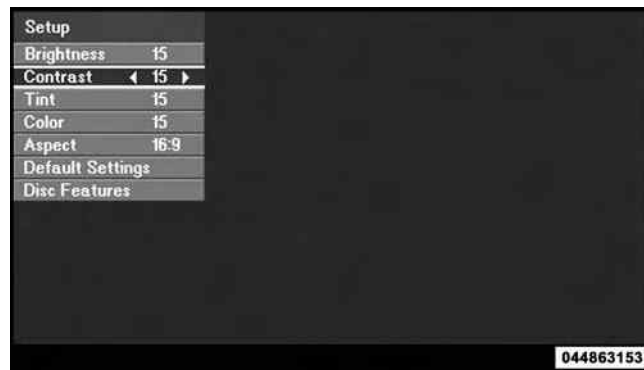 Setup
Brightness 15
Contrast 15
Tint 15
Color 15
Aspect 16:9
Default Settings
Disc Features
044863153